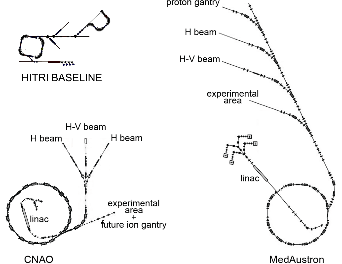 proton gantry
H beam
H-V beam
experimental
area
linac
MedAustron
HITRI BASELINE
H-V beam
H beam
H beam
experimental
area
+
future ion gantry
linac
CNAO